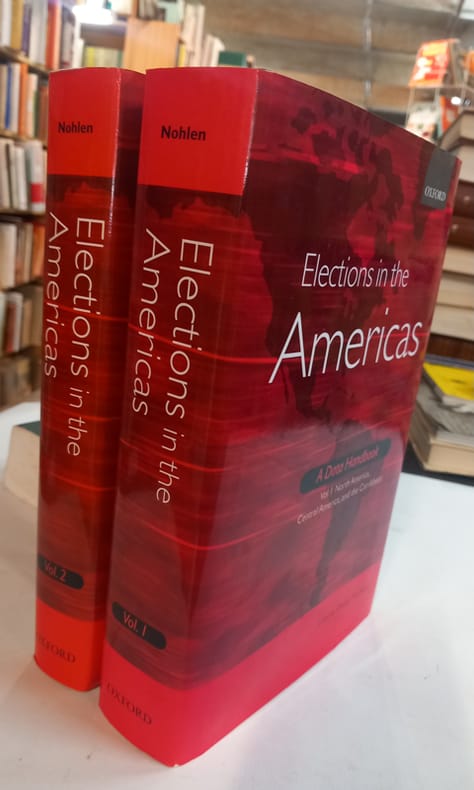 Nohlen
Elections in the
Americas
Vol. 2
OXFORD
Nohlen
Elections in the
Americas
Vol. 1
OXFORD
OXFORD
Elections in the
Americas
A Data Handbook
Vol 1 North America,
Central America, and the Caribbean